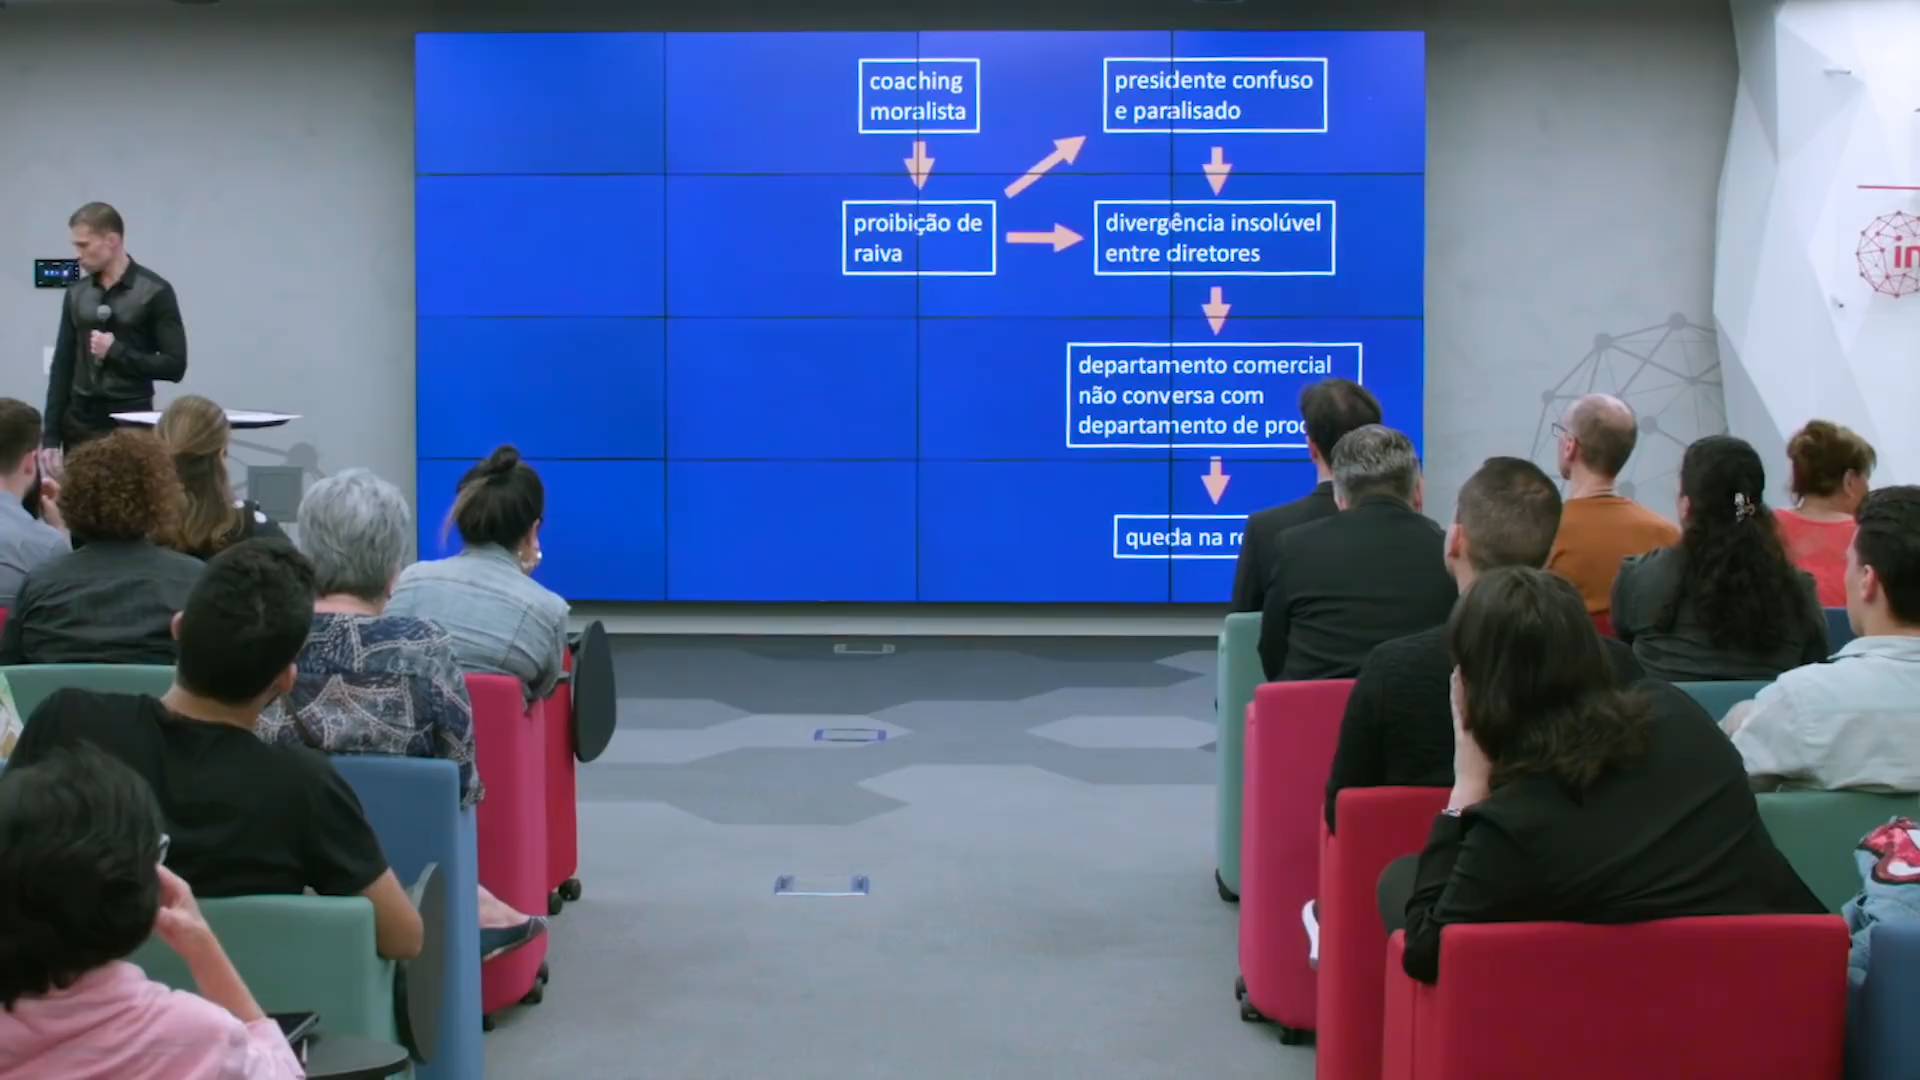 coaching
moralista
presidente confuso
e paralisado
proibição de
raiva
divergência insolúvel
entre diretores
departamento comercial
não conversa com
departamento de
queda na